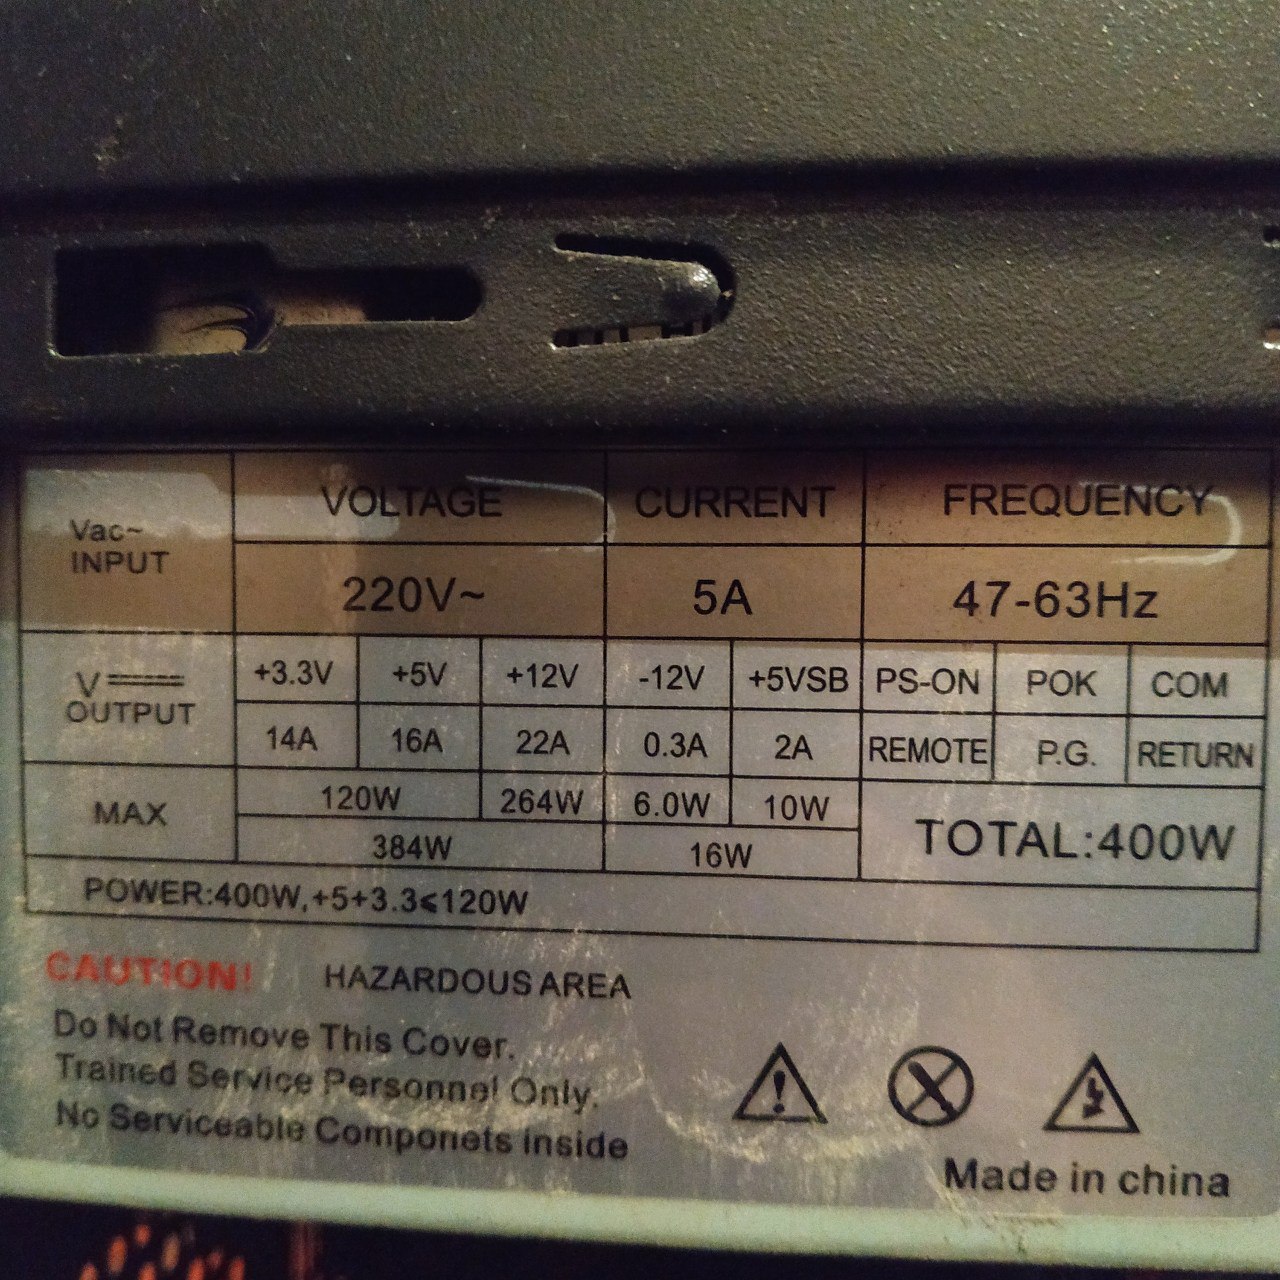 VOLTAGE CURRENT FREQUENCY
Vac~
INPUT
220V~ 5A 47-63Hz
V
OUTPUT
+3.3V +5V +12V -12V +5VSB PS-ON POK COM
14A 16A 22A 0.3A 2A REMOTE P.G. RETURN
MAX
120W 264W 6.0W 10W
384W 16W
TOTAL:400W
POWER:400W,+5+3.3≤120W
CAUTION! HAZARDOUS AREA
Do Not Remove This Cover.
Trained Service Personnel Only.
No Serviceable Componets Inside
Made in china